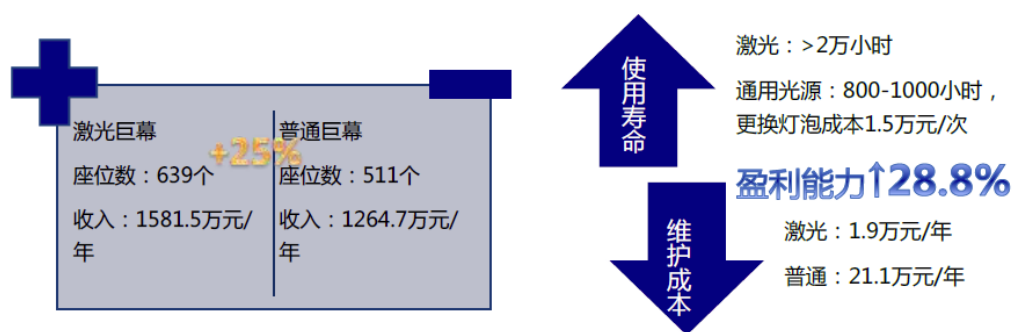 激光巨幕
座位数：639个
收入：1581.5万元/
年
+25%
普通巨幕
座位数：511个
收入：1264.7万元/
年
使用寿命
激光：>2万小时
通用光源：800-1000小时，
更换灯泡成本1.5万元/次
盈利能力↑28.8%
维护成本
激光：1.9万元/年
普通：21.1万元/年